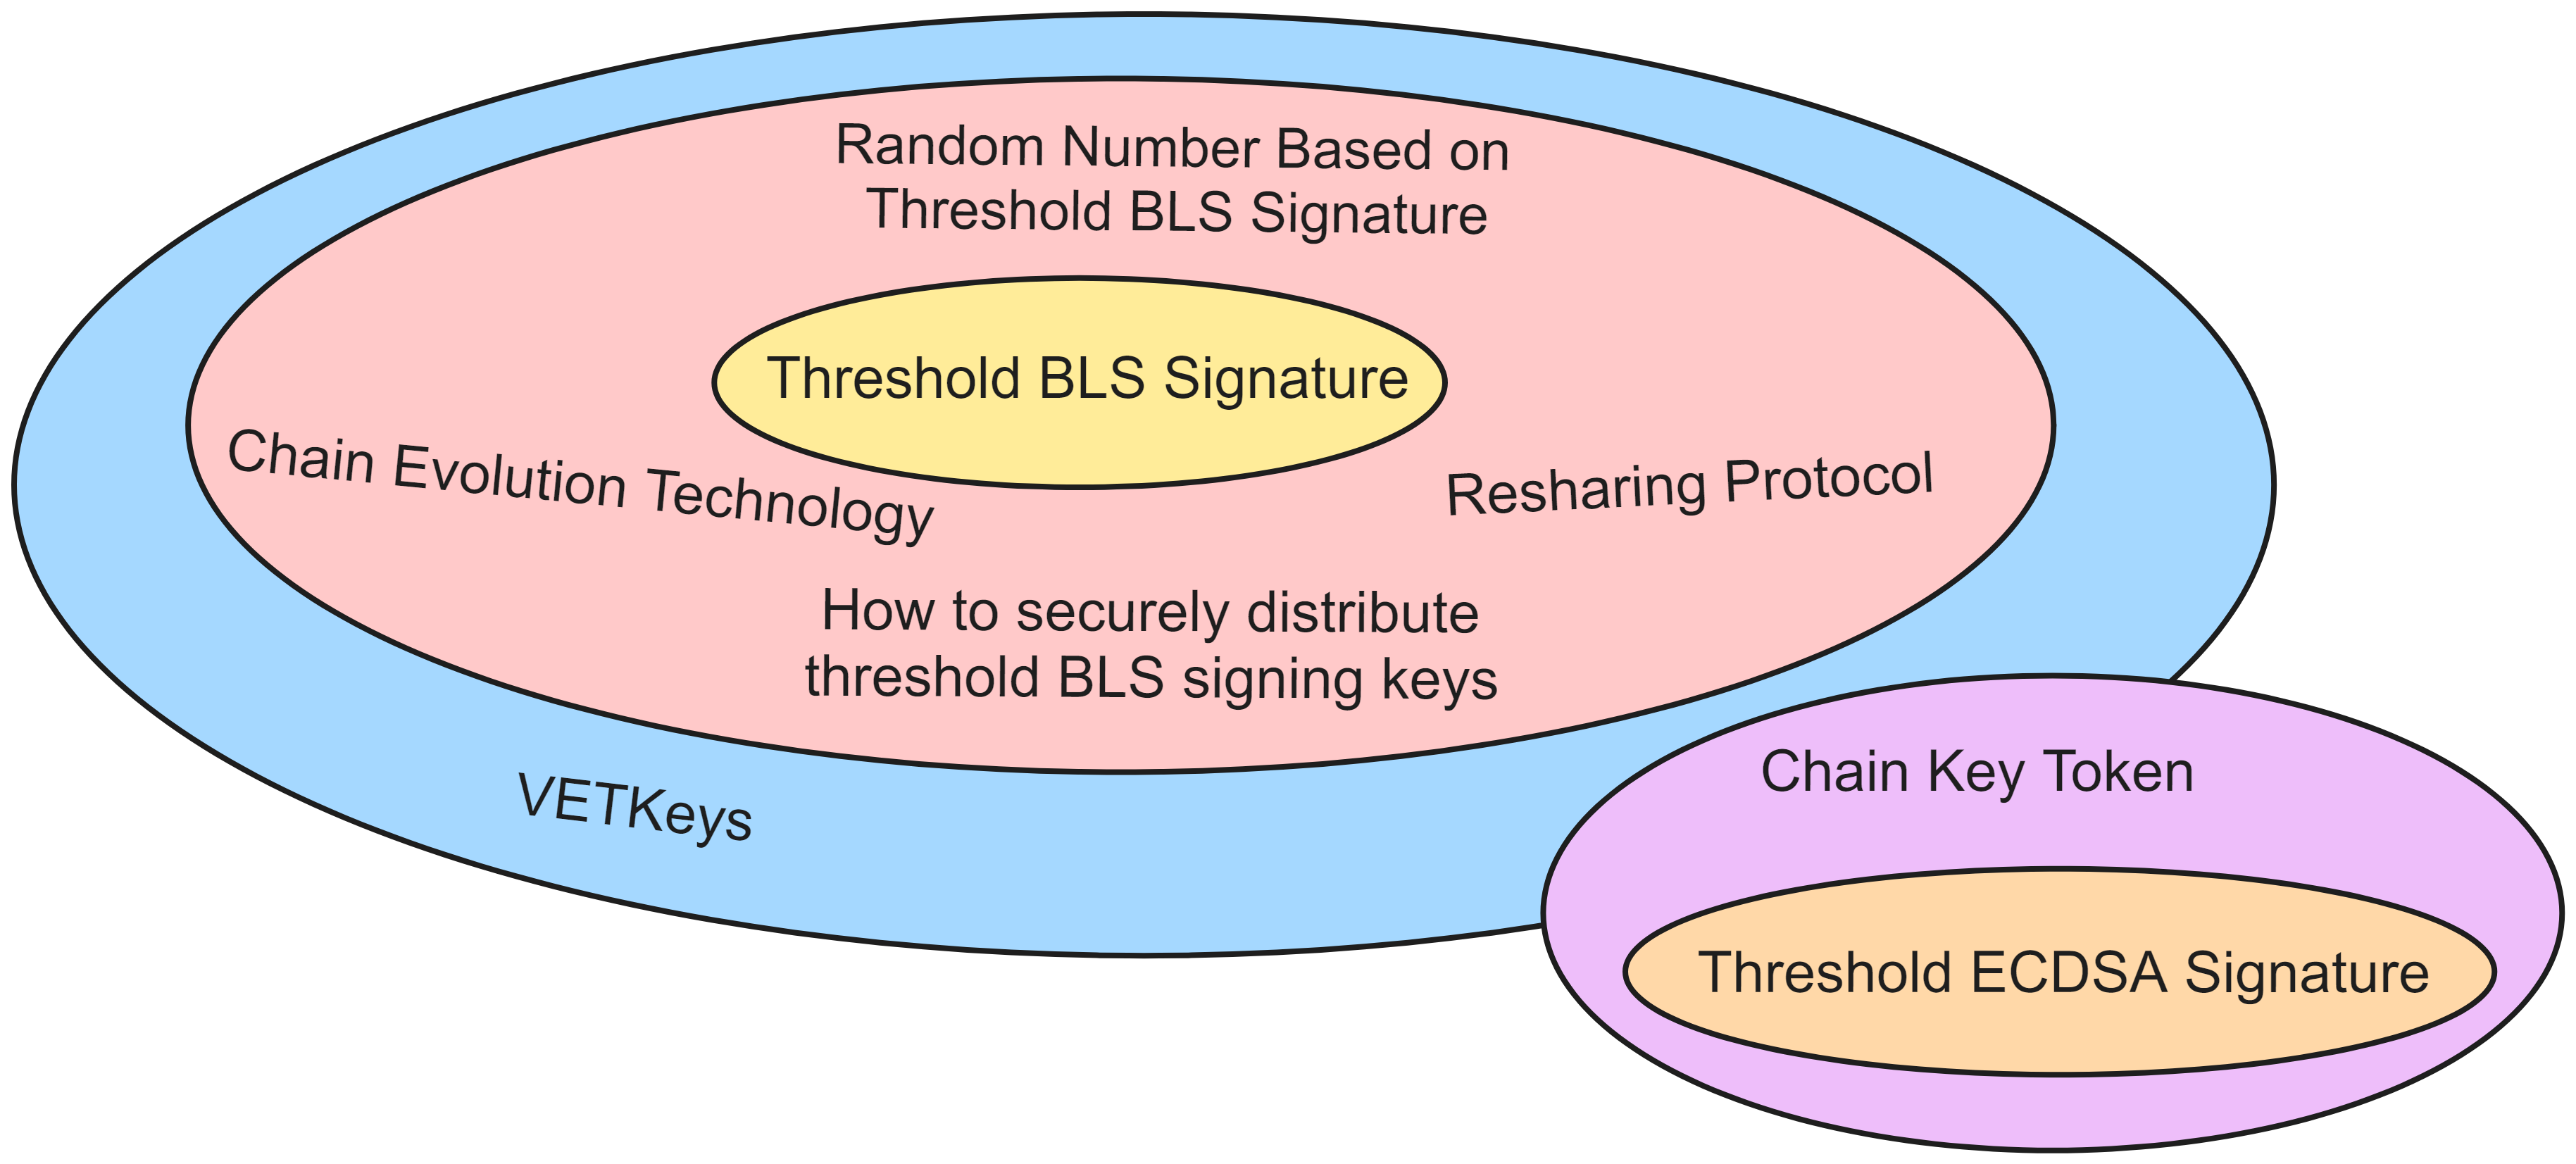 Random Number Based on
Threshold BLS Signature
Threshold BLS Signature
Chain Evolution Technology
Resharing Protocol
How to securely distribute
threshold BLS signing keys
VETKeys
Chain Key Token
Threshold ECDSA Signature